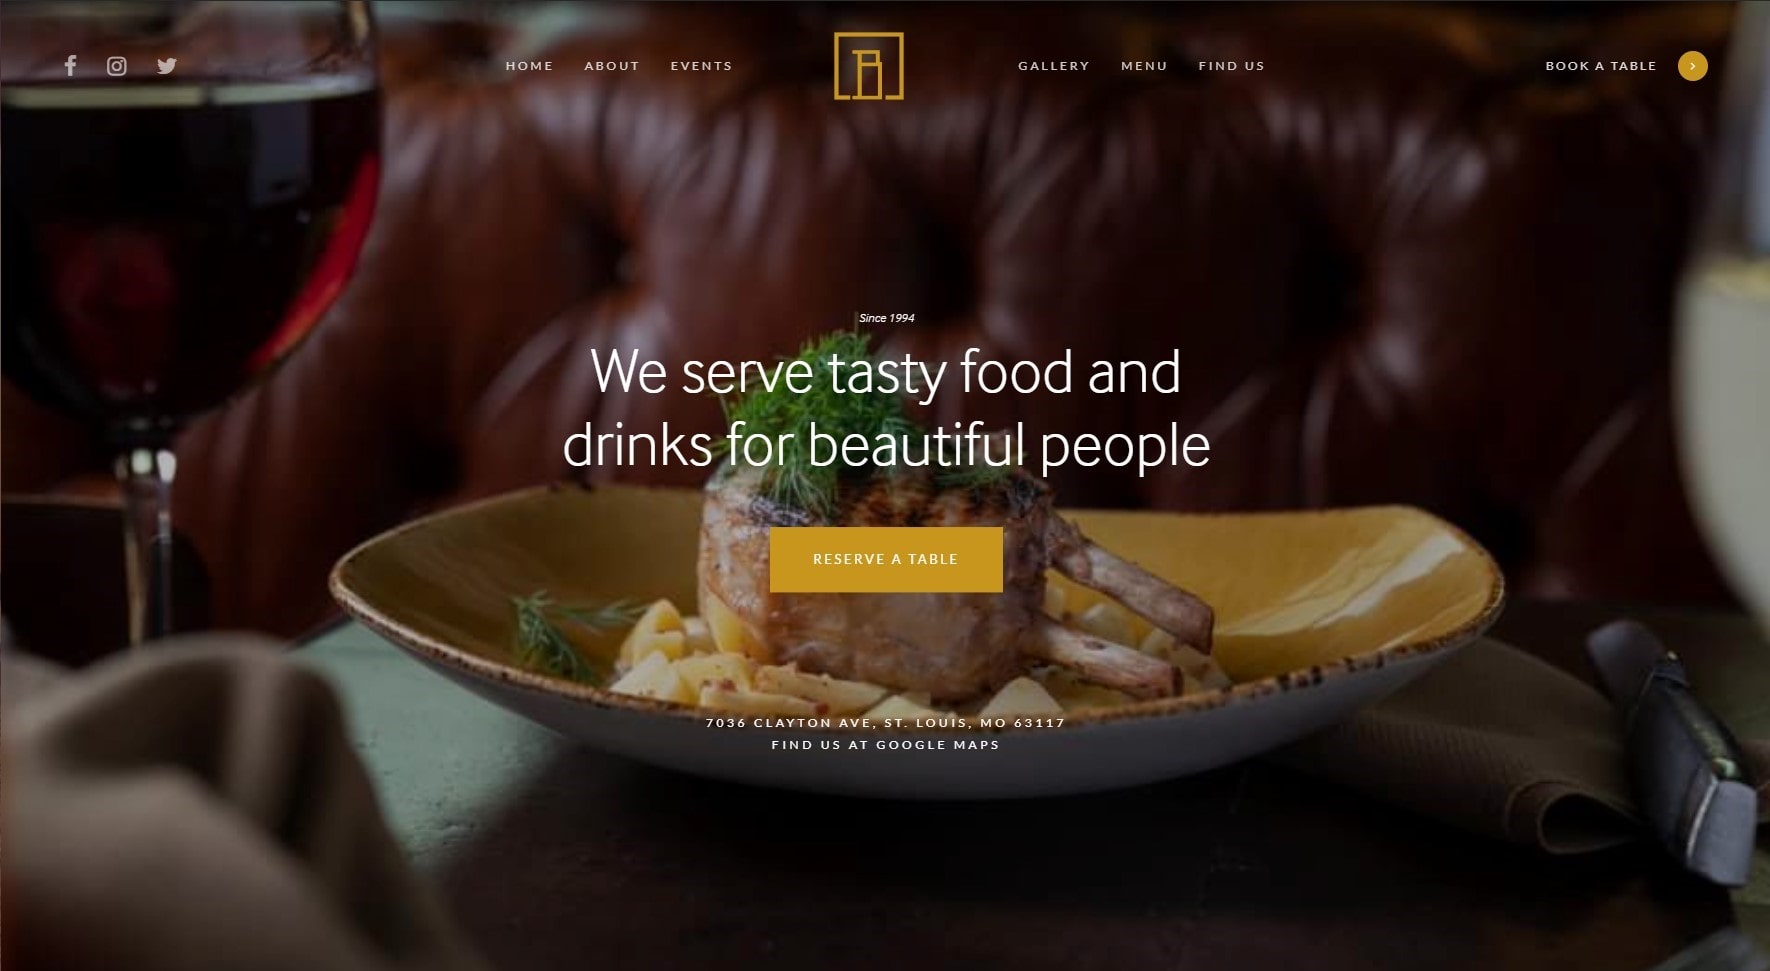 HOME ABOUT EVENTS GALLERY MENU FIND US BOOK A TABLE
Since 1994
We serve tasty food and
drinks for beautiful people
RESERVE A TABLE
7036 CLAYTON AVE, ST. LOUIS, MO 63117
FIND US AT GOOGLE MAPS